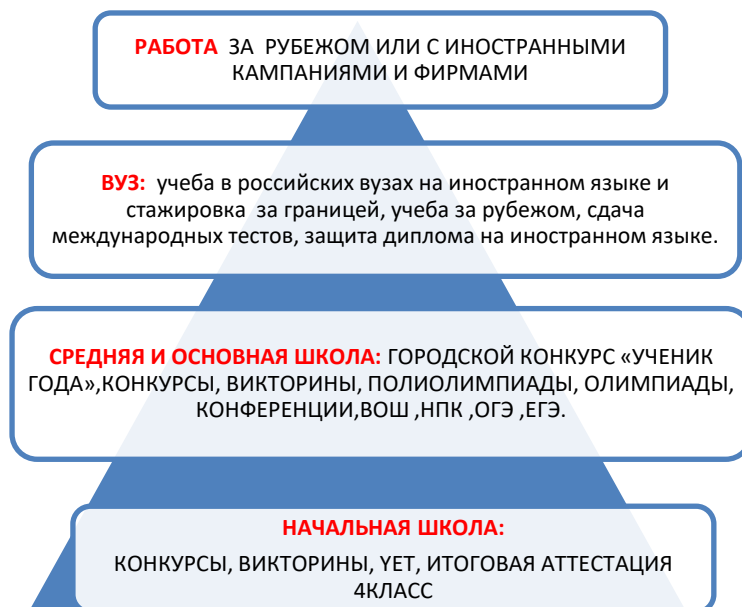 РАБОТА ЗА РУБЕЖОМ ИЛИ С ИНОСТРАННЫМИ
КАМПАНИЯМИ И ФИРМАМИ
ВУЗ: учеба в российских вузах на иностранном языке и
стажировка за границей, учеба за рубежом, сдача
международных тестов, защита диплома на иностранном языке.
СРЕДНЯЯ И ОСНОВНАЯ ШКОЛА: ГОРОДСКОЙ КОНКУРС «УЧЕНИК
ГОДА»,КОНКУРСЫ, ВИКТОРИНЫ, ПОЛИОЛИМПИАДЫ, ОЛИМПИАДЫ,
КОНФЕРЕНЦИИ,ВОШ ,НПК ,ОГЭ ,ЕГЭ.
НАЧАЛЬНАЯ ШКОЛА:
КОНКУРСЫ, ВИКТОРИНЫ, YET, ИТОГОВАЯ АТТЕСТАЦИЯ
4КЛАСС